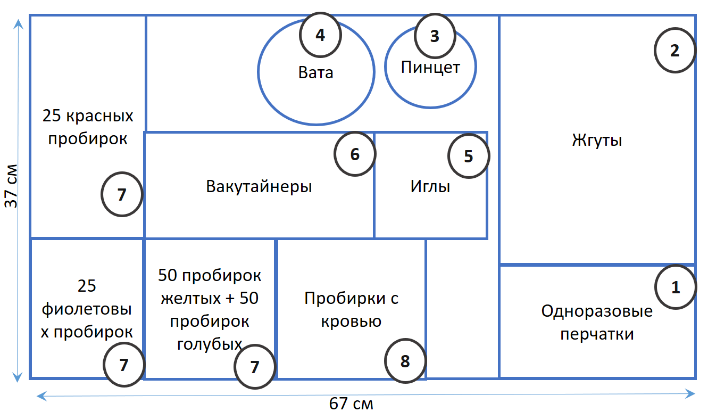 4
3
2
Вата
Пинцет
25 красных
пробирок
Жгуты
6
5
Вакутайнеры
Иглы
7
37 см
25
фиолетовы
х пробирок
7
50 пробирок
желтых + 50
пробирок
голубых
7
Пробирки с
кровью
8
1
Одноразовые
перчатки
67 см